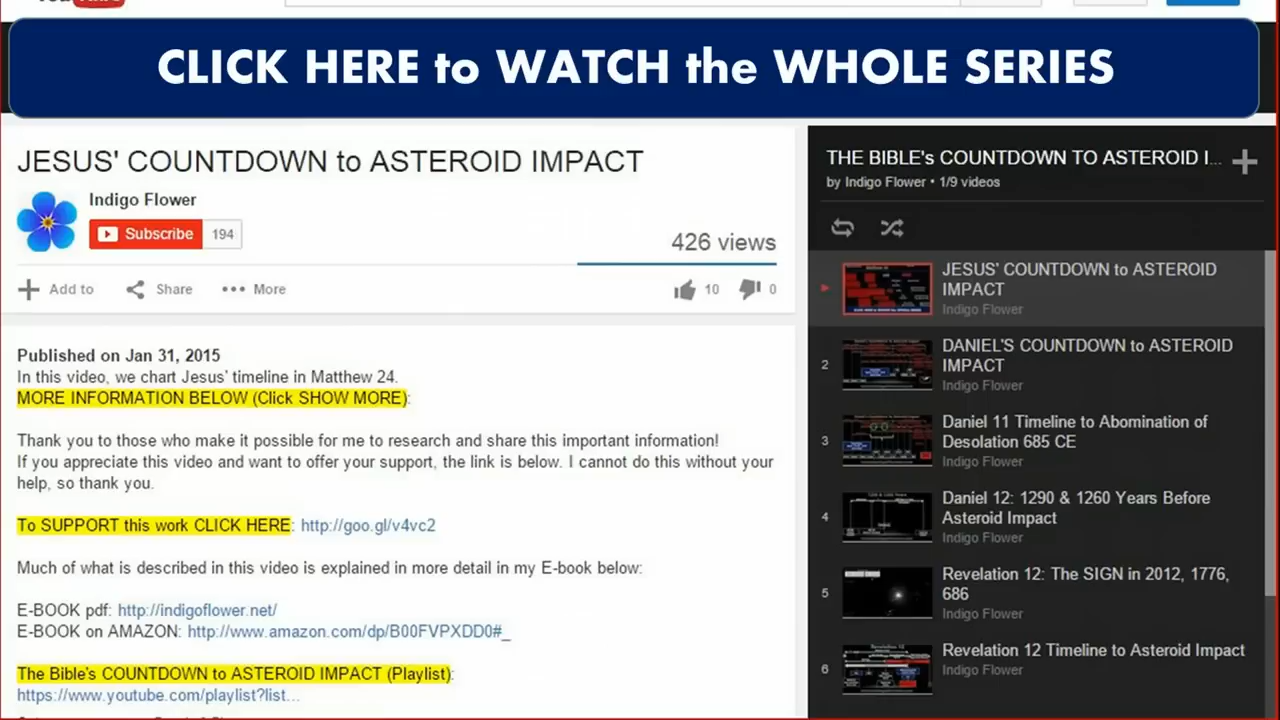 CLICK HERE to WATCH the WHOLE SERIES
JESUS' COUNTDOWN to ASTEROID IMPACT
Indigo Flower
Subscribe 194
426 views
Add to Share More 10 0
Published on Jan 31, 2015
In this video, we chart Jesus' timeline in Matthew 24.
MORE INFORMATION BELOW (Click SHOW MORE):
Thank you to those who make it possible for me to research and share this important information!
If you appreciate this video and want to offer your support, the link is below. I cannot do this without your
help, so thank you.
To SUPPORT this work CLICK HERE: http://goo.gl/v4vc2
Much of what is described in this video is explained in more detail in my E-book below:
E-BOOK pdf: http://indigoflower.net/
E-BOOK on AMAZON: http://www.amazon.com/dp/B00FVPXDD0#_
The Bible's COUNTDOWN to ASTEROID IMPACT (Playlist):
https://www.youtube.com/playlist?list...
THE BIBLE's COUNTDOWN TO ASTEROID I...
by Indigo Flower • 1/9 videos
JESUS' COUNTDOWN to ASTEROID
IMPACT
Indigo Flower
2
DANIEL'S COUNTDOWN to ASTEROID
IMPACT
Indigo Flower
3
Daniel 11 Timeline to Abomination of
Desolation 685 CE
Indigo Flower
4
Daniel 12: 1290 & 1260 Years Before
Asteroid Impact
Indigo Flower
5
Revelation 12: The SIGN in 2012, 1776,
686
Indigo Flower
6
Revelation 12 Timeline to Asteroid Impact
Indigo Flower